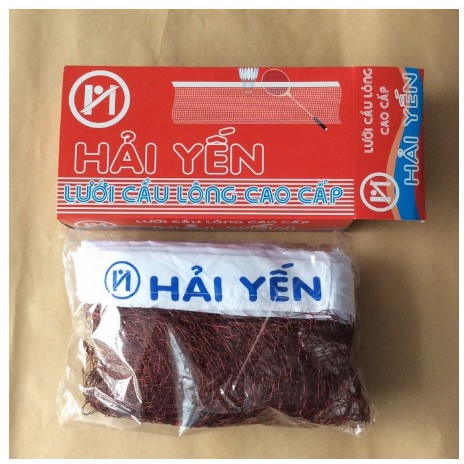 HẢI YẾN
LƯỚI CẦU LÔNG CAO CẤP
LƯỚI CẦU LÔNG
CAO CẤP
HẢI YẾN
LƯỚI CẦU LÔNG CAO CẤP
HẢI YẾN